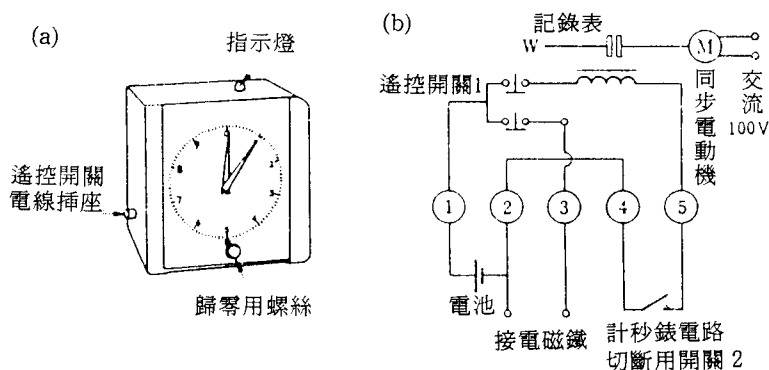 (a)
指示燈
遙控開關
電線揷座
歸零用螺絲
(b)
記錄表
W
M
同步電動機
交流
100V
遙控開關1
1
2
3
4
5
電池
接電磁鐵
計秒錶電路
切斷用開關 2